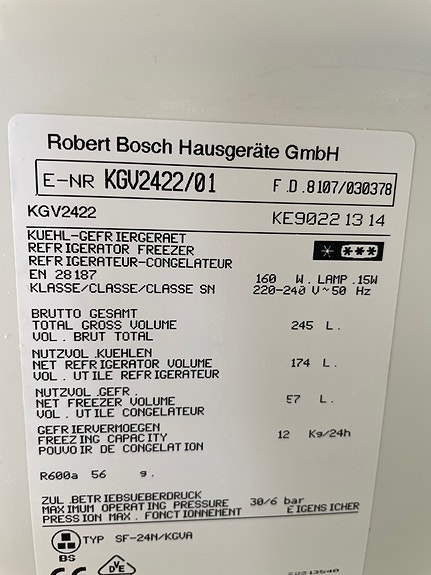 Robert Bosch Hausgeräte GmbH
E-NR KGV2422/01 F.D.8107/030378
KGV2422 KE9022 13 14
KUEHL-GEFRIERGERAET
REFRIGERATOR FREEZER
REFRIGERATEUR-CONGELATEUR
EN 28187 160 W. LAMP.15W
KLASSE/CLASSE/CLASSE SN 220-240 V~50 Hz
BRUTTO GESAMT
TOTAL GROSS VOLUME 245 L.
VOL. BRUT TOTAL
NUTZVOL.KUEHLEN
NET REFRIGERATOR VOLUME 174 L.
VOL. UTILE REFRIGERATEUR
NUTZVOL.GEFR.
NET FREEZER VOLUME 57 L.
VOL. UTILE CONGELATEUR
GEFRIERVERMOEGEN
FREEZING CAPACITY 12 Kg/24h
POUVOIR DE CONGELATION
R600a 56 g.
ZUL.BETRIEBSUEBERDRUCK
MAXIMUM OPERATING PRESSURE 30/6 bar
PRESSION MAX. FONCTIONNEMENT EIGENSICHER
TYP SF-24N/KGVA
BS
CE DVE